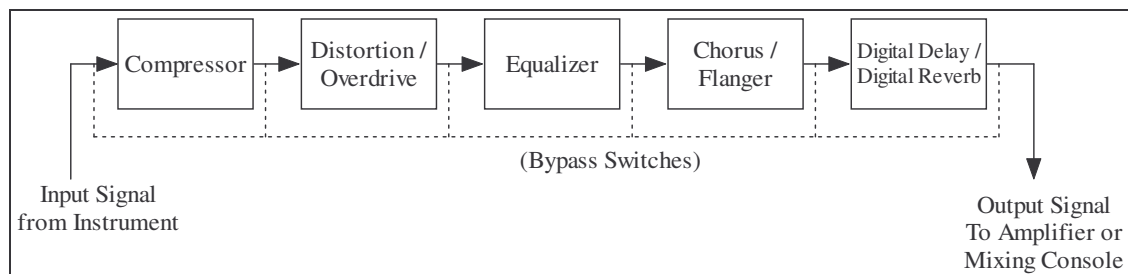 Compressor
Distortion /
Overdrive
Equalizer
Chorus /
Flanger
Digital Delay /
Digital Reverb
(Bypass Switches)
Input Signal
from Instrument
Output Signal
To Amplifier or
Mixing Console